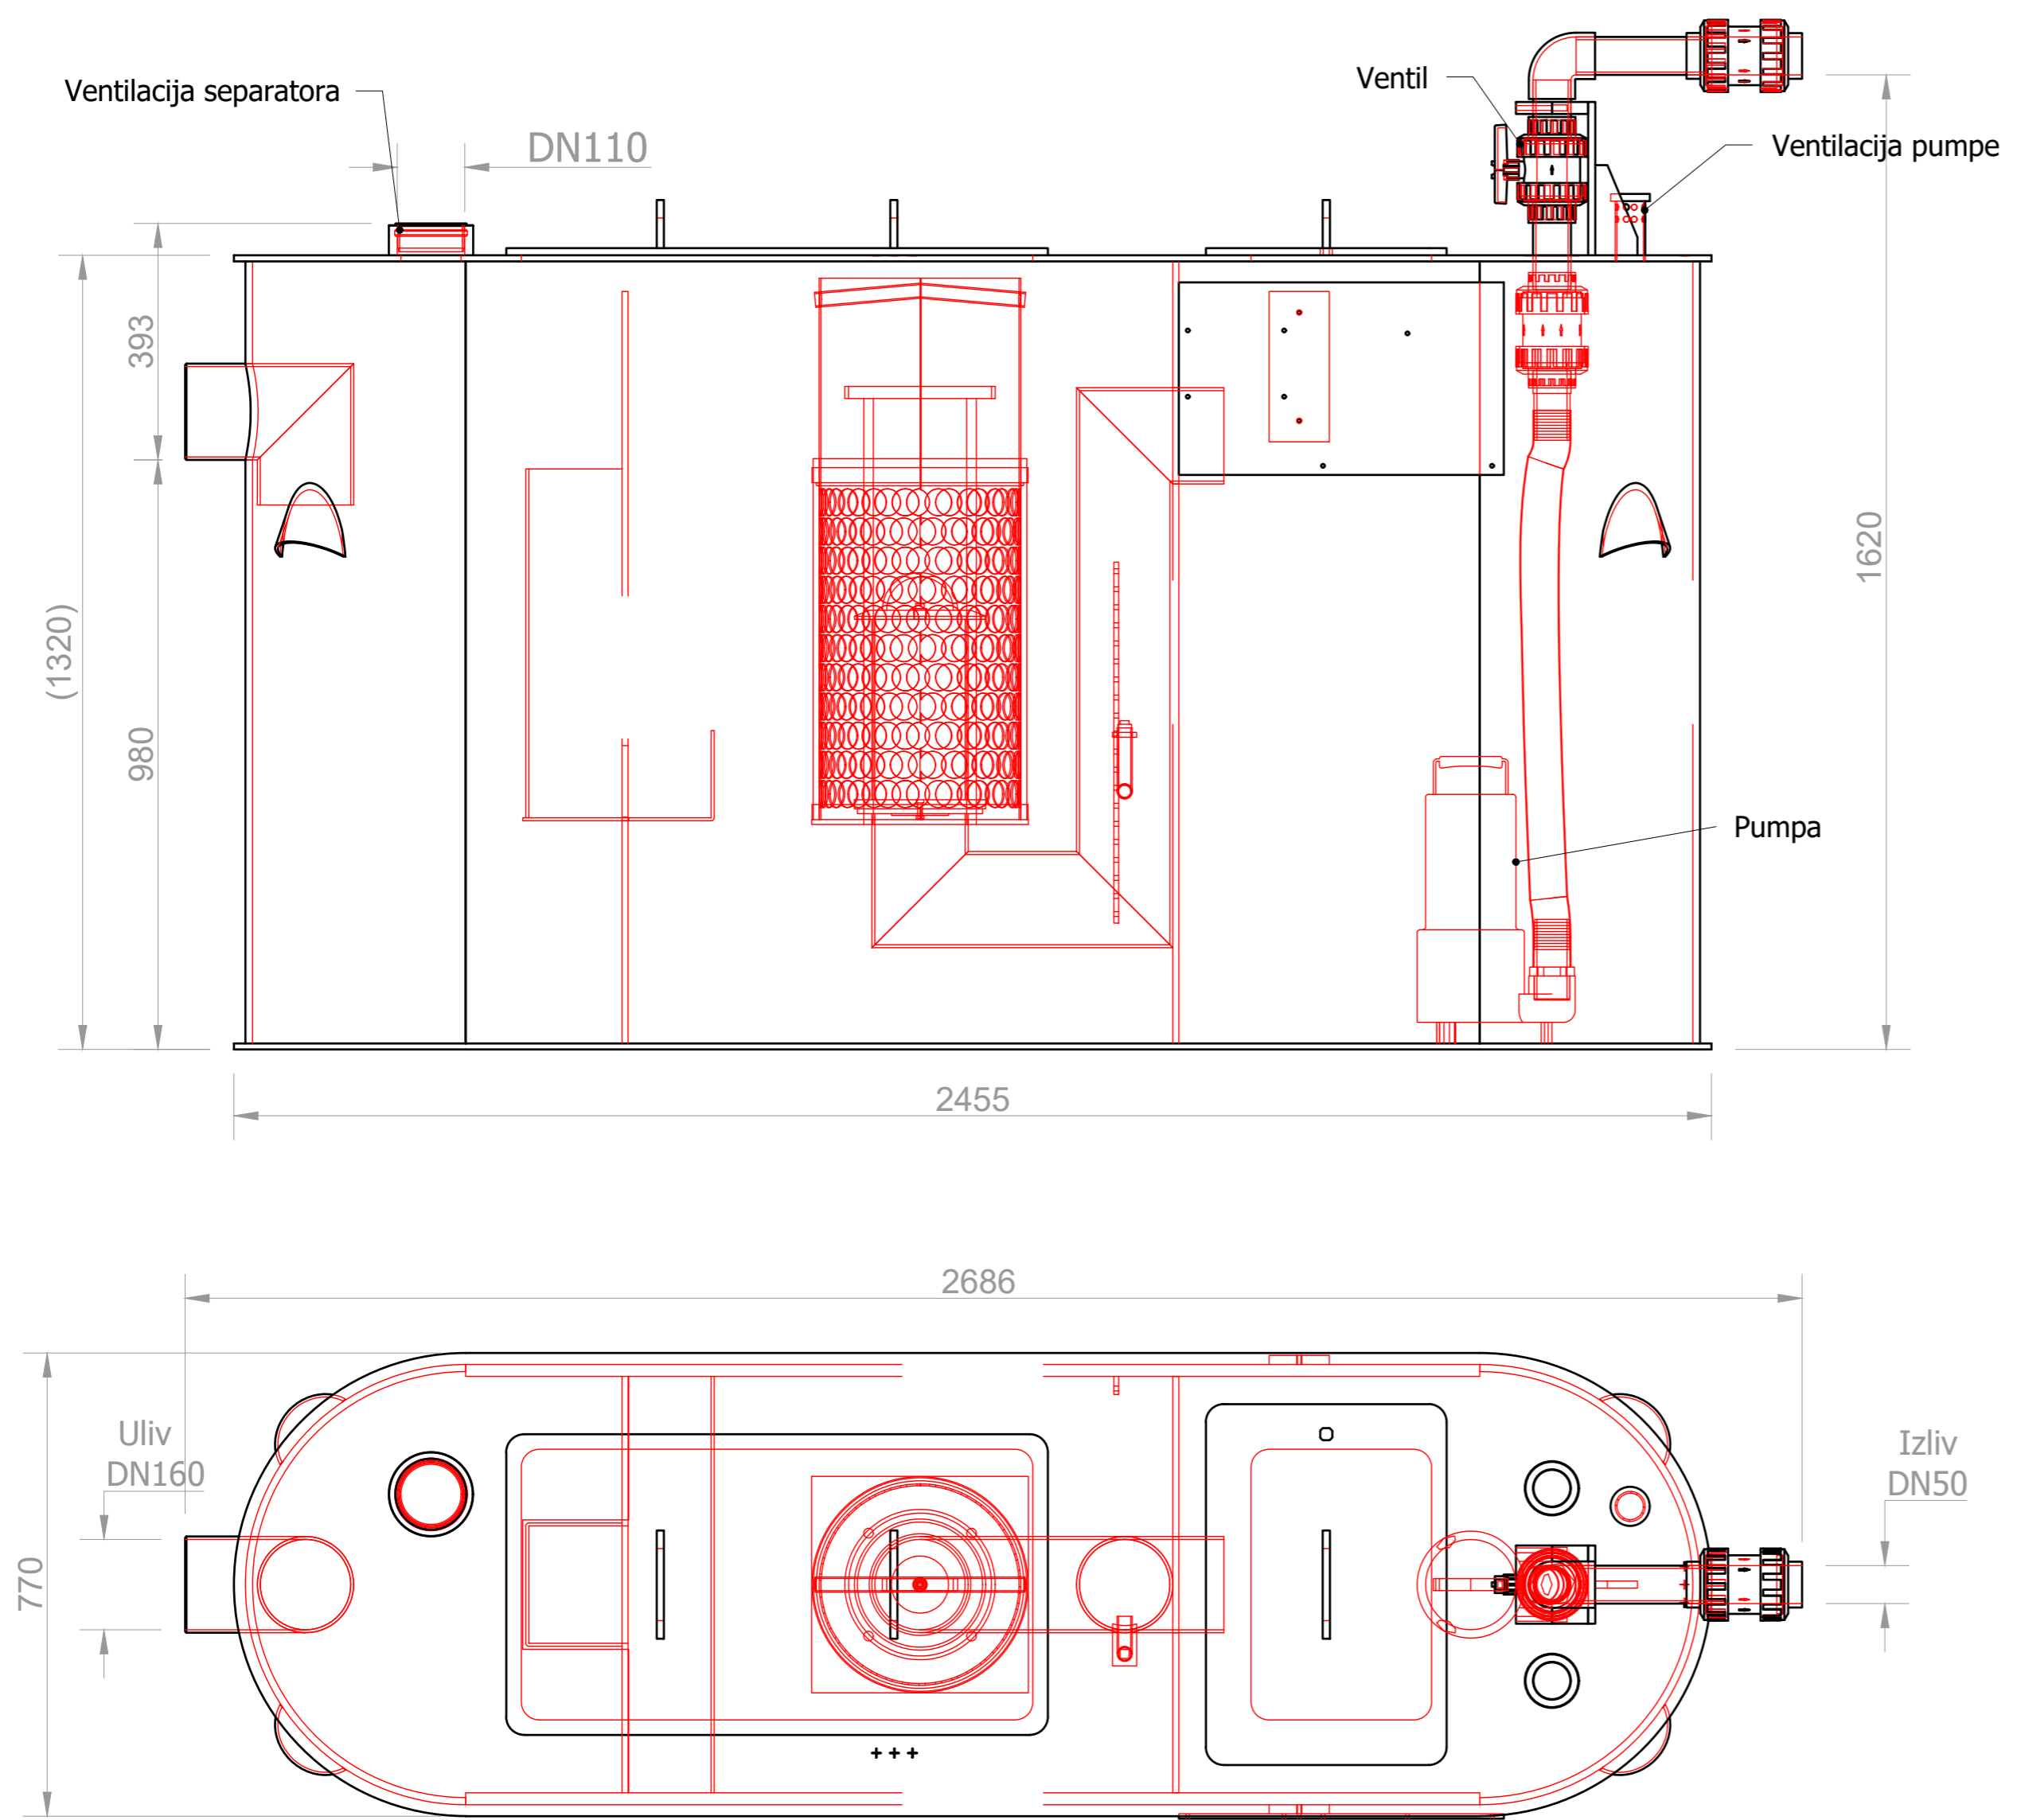 Ventilacija separatora
Ventil
DN110
Ventilacija pumpe
393
(1320)
980
1620
Pumpa
2455
2686
Uliv
DN160
Izliv
DN50
770
+++